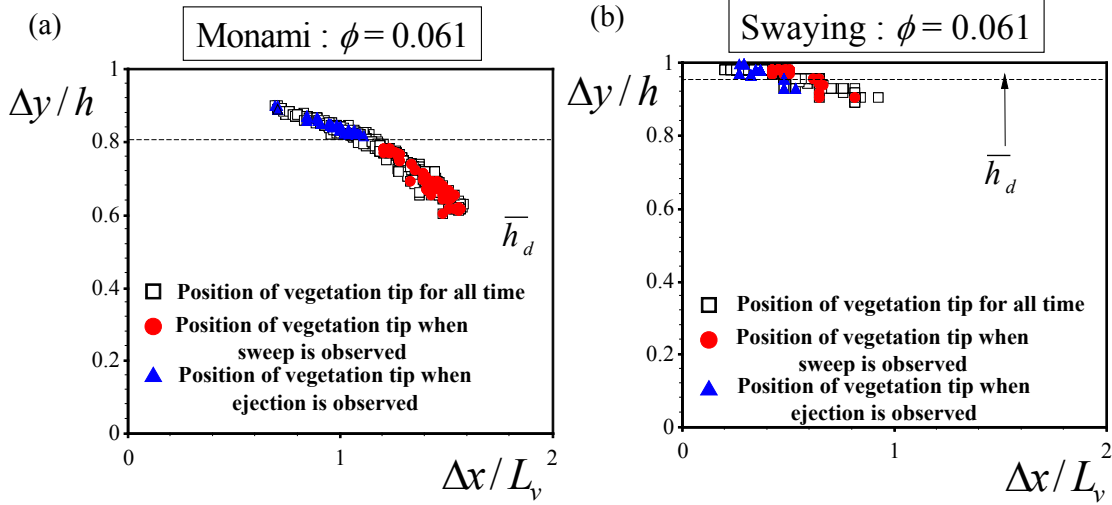 (a)
Monami : ϕ = 0.061
Δy / h
1
0.8
0.6
0.4
0.2
0
0
1
2
Δx / L_v
\overline{h}_d
Position of vegetation tip for all time
Position of vegetation tip when
sweep is observed
Position of vegetation tip when
ejection is observed
(b)
Swaying : ϕ = 0.061
Δy / h
1
0.8
0.6
0.4
0.2
0
0
1
2
Δx / L_v
\overline{h}_d
Position of vegetation tip for all time
Position of vegetation tip when
sweep is observed
Position of vegetation tip when
ejection is observed